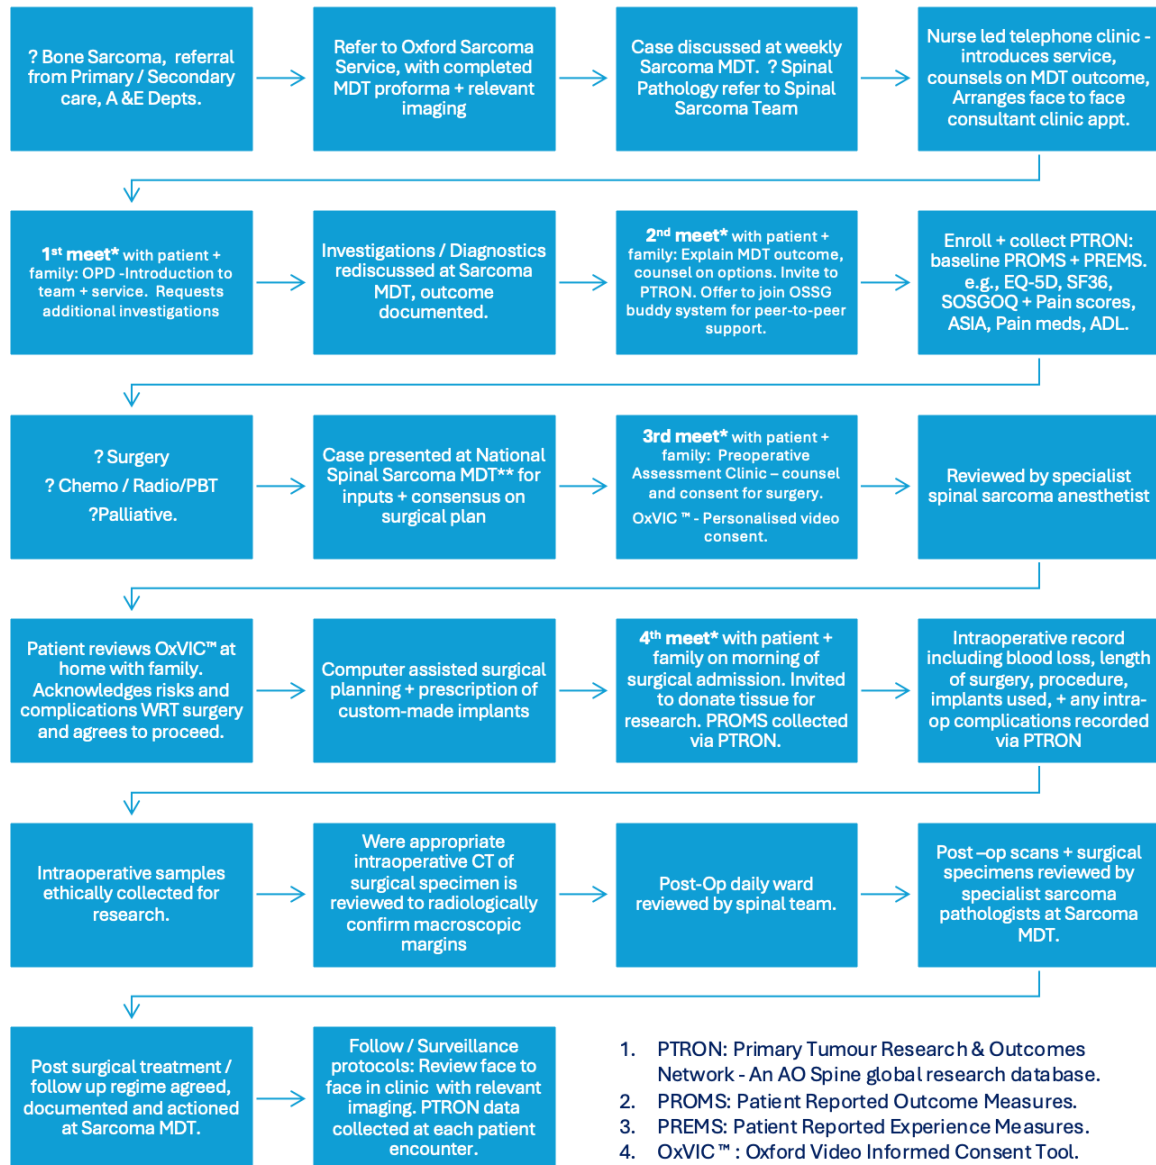 ? Bone Sarcoma, referral
from Primary / Secondary
care, A &E Depts.
Refer to Oxford Sarcoma
Service, with completed
MDT proforma + relevant
imaging
Case discussed at weekly
Sarcoma MDT. ? Spinal
Pathology refer to Spinal
Sarcoma Team
Nurse led telephone clinic -
introduces service,
counsels on MDT outcome,
Arranges face to face
consultant clinic appt.
1st meet* with patient +
family: OPD -Introduction to
team + service. Requests
additional investigations
Investigations / Diagnostics
rediscussed at Sarcoma
MDT, outcome
documented.
2nd meet* with patient +
family: Explain MDT outcome,
counsel on options. Invite to
PTRON. Offer to join OSSG
buddy system for peer-to-peer
support.
Enroll + collect PTRON:
baseline PROMS + PREMS.
e.g., EQ-5D, SF36,
SOSGOQ + Pain scores,
ASIA, Pain meds, ADL.
? Surgery
? Chemo / Radio/PBT
?Palliative.
Case presented at National
Spinal Sarcoma MDT** for
inputs + consensus on
surgical plan
3rd meet* with patient +
family: Preoperative
Assessment Clinic – counsel
and consent for surgery.
OxVIC ™ - Personalised video
consent.
Reviewed by specialist
spinal sarcoma anesthetist
Patient reviews OxVIC™ at
home with family.
Acknowledges risks and
complications WRT surgery
and agrees to proceed.
Computer assisted surgical
planning + prescription of
custom-made implants
4th meet* with patient +
family on morning of
surgical admission. Invited
to donate tissue for
research. PROMS collected
via PTRON.
Intraoperative record
including blood loss, length
of surgery, procedure,
implants used, + any intra-
op complications recorded
via PTRON
Intraoperative samples
ethically collected for
research.
Were appropriate
intraoperative CT of
surgical specimen is
reviewed to radiologically
confirm macroscopic
margins
Post-Op daily ward
reviewed by spinal team.
Post –op scans + surgical
specimens reviewed by
specialist sarcoma
pathologists at Sarcoma
MDT.
Post surgical treatment /
follow up regime agreed,
documented and actioned
at Sarcoma MDT.
Follow / Surveillance
protocols: Review face to
face in clinic with relevant
imaging. PTRON data
collected at each patient
encounter.
1. PTRON: Primary Tumour Research & Outcomes
Network - An AO Spine global research database.
2. PROMS: Patient Reported Outcome Measures.
3. PREMS: Patient Reported Experience Measures.
4. OxVIC ™ : Oxford Video Informed Consent Tool.